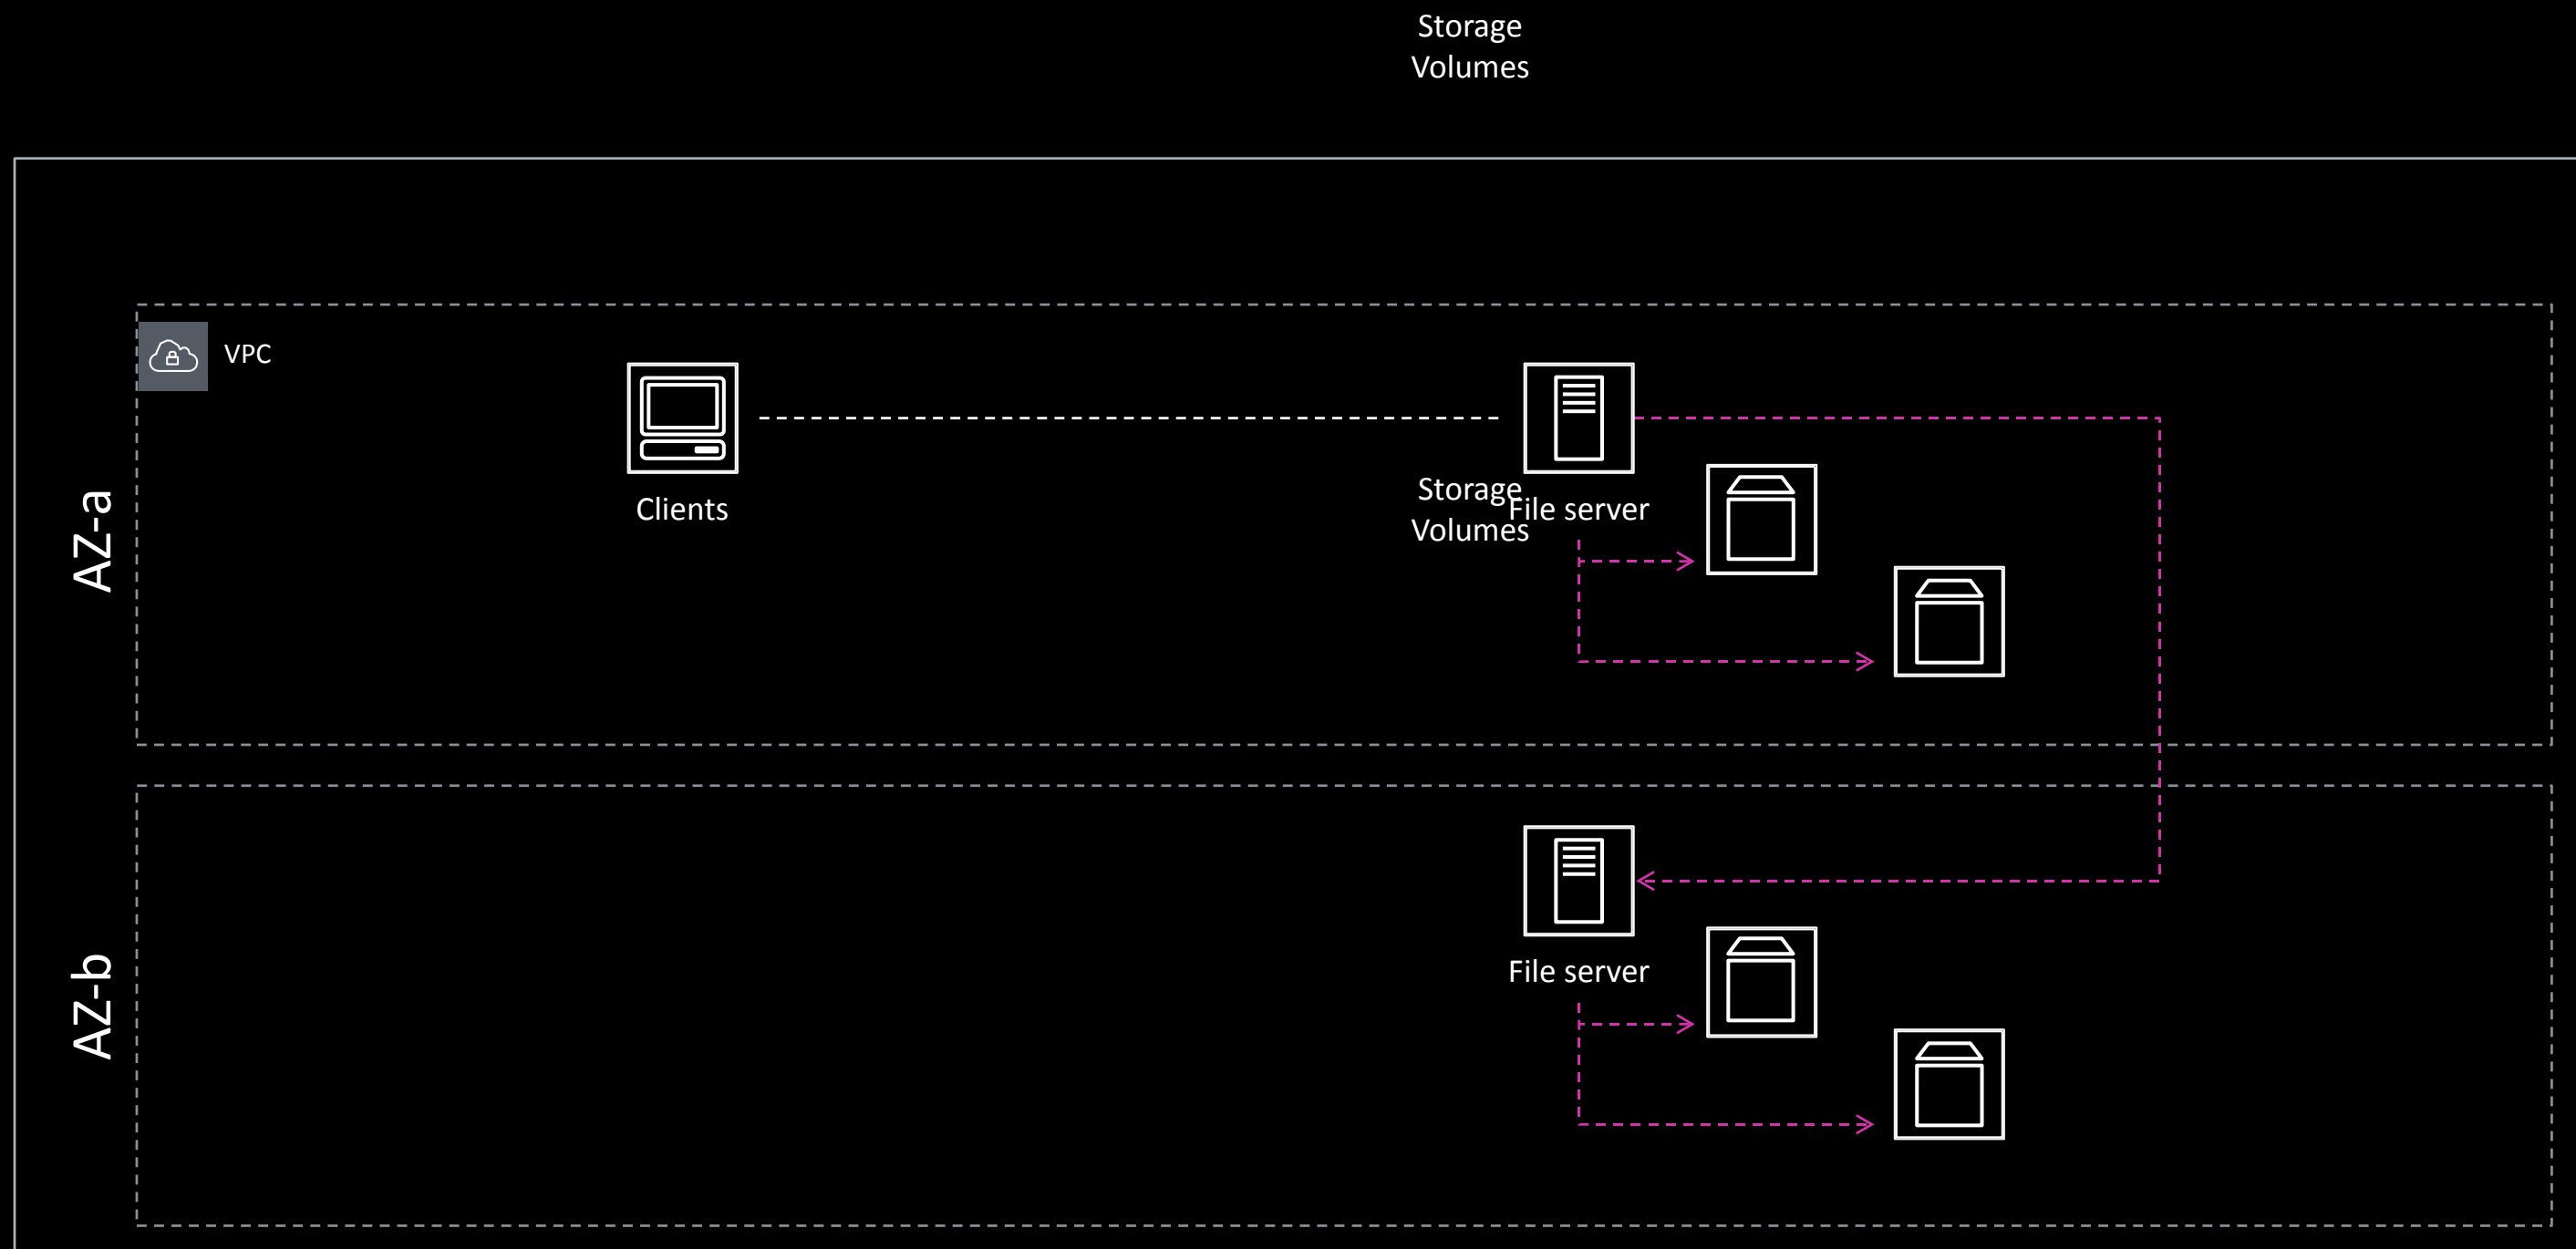 Storage
Volumes
VPC
AZ-a
Clients
Storage
Volumes
File server
AZ-b
File server